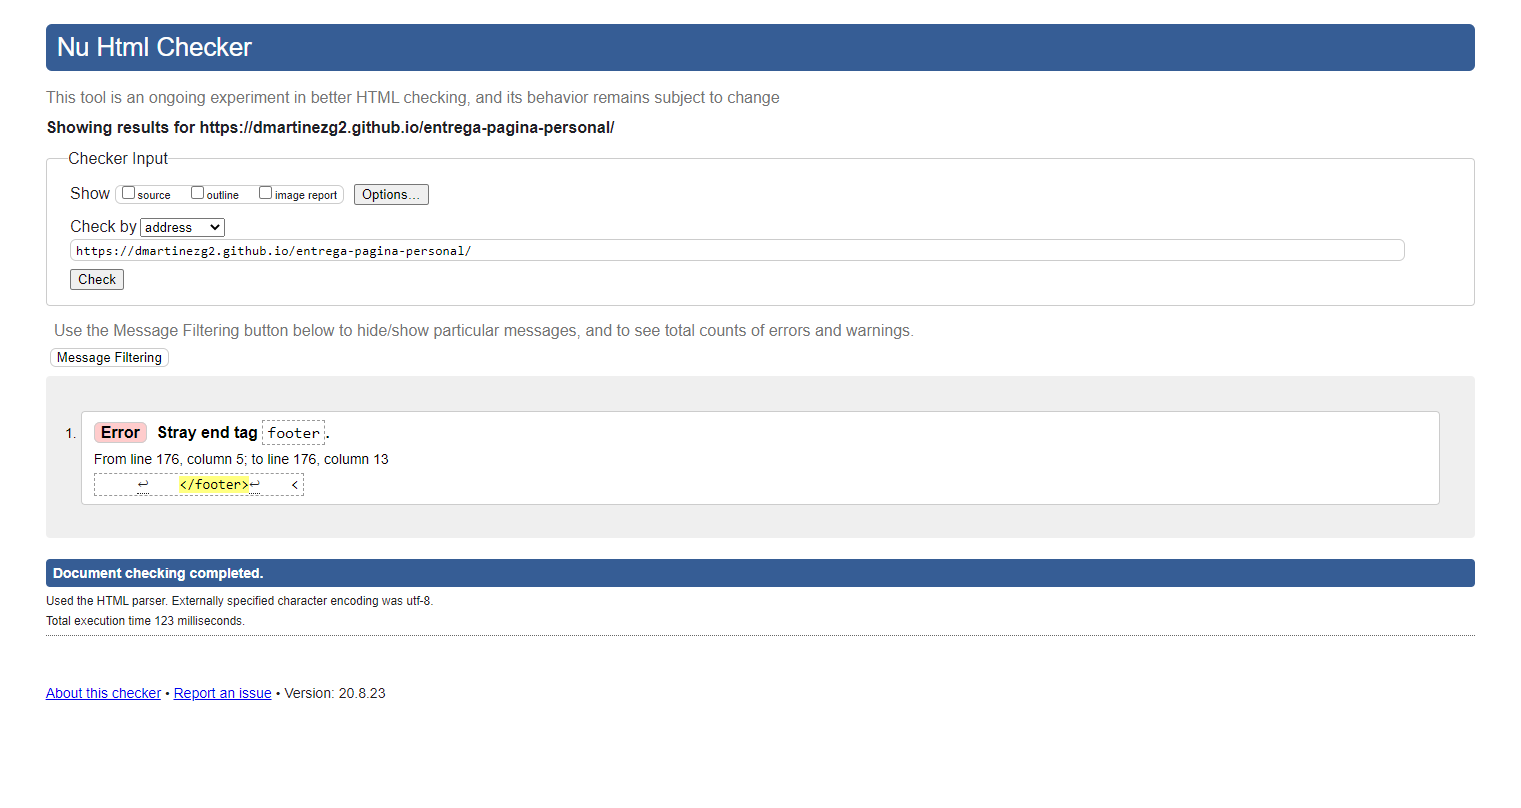 Nu Html Checker
This tool is an ongoing experiment in better HTML checking, and its behavior remains subject to change
Showing results for https://dmartinezg2.github.io/entrega-pagina-personal/
Checker Input
Show source outline image report Options...
Check by address
https://dmartinezg2.github.io/entrega-pagina-personal/
Check
Use the Message Filtering button below to hide/show particular messages, and to see total counts of errors and warnings.
Message Filtering
1. Error Stray end tag footer.
From line 176, column 5; to line 176, column 13
↩ </footer>↩ <
Document checking completed.
Used the HTML parser. Externally specified character encoding was utf-8.
Total execution time 123 milliseconds.
About this checker • Report an issue • Version: 20.8.23